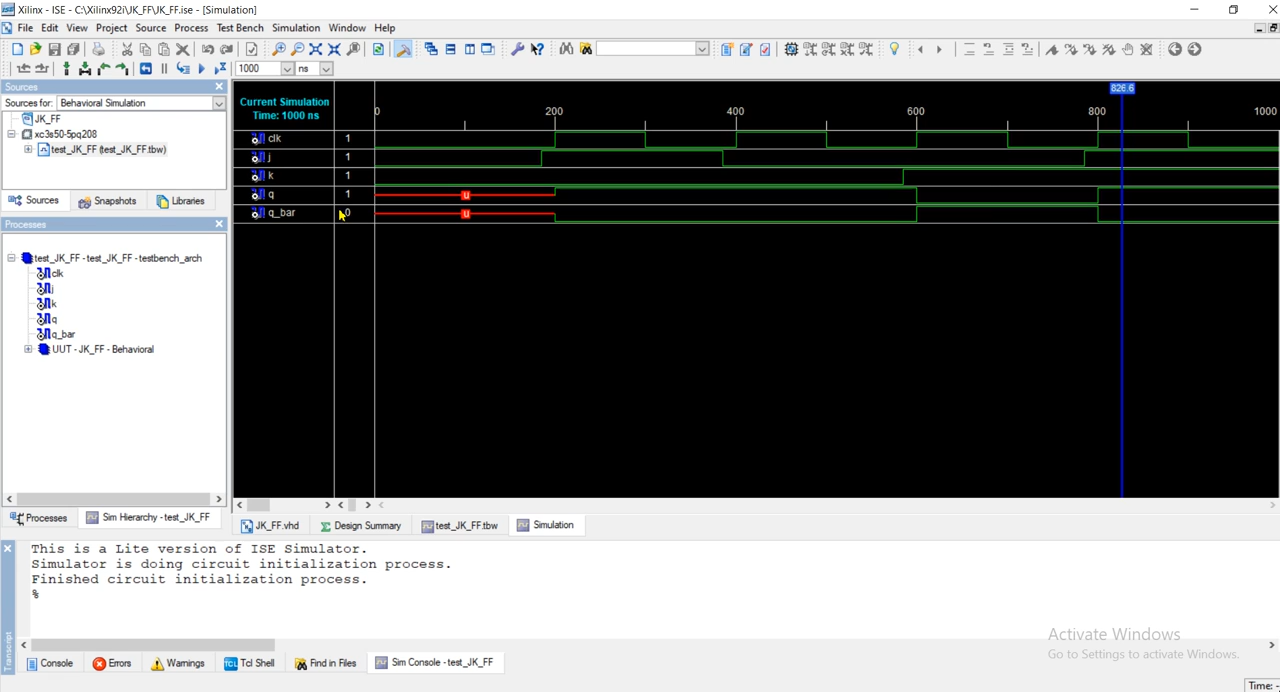 Xilinx - ISE - C:\Xilinx92i\JK_FF\JK_FF.ise - [Simulation]
File Edit View Project Source Process Test Bench Simulation Window Help
1000 ns
Sources
Sources for: Behavioral Simulation
JK_FF
xc3s50-5pq208
test_JK_FF (test_JK_FF.tbw)
Sources Snapshots Libraries
Processes
test_JK_FF - test_JK_FF - testbench_arch
clk
j
k
q
q_bar
UUT - JK_FF - Behavioral
Processes Sim Hierarchy - test_JK_FF
826.6
Current Simulation
Time: 1000 ns
0 200 400 600 800 1000
clk 1
j 1
k 1
q 1 U
q_bar 0 U
JK_FF.vhd Design Summary test_JK_FF.tbw Simulation
This is a Lite version of ISE Simulator.
Simulator is doing circuit initialization process.
Finished circuit initialization process.
%
Transcript
Activate Windows
Go to Settings to activate Windows.
Console Errors Warnings TCL Tcl Shell Find in Files Sim Console - test_JK_FF
Time: -